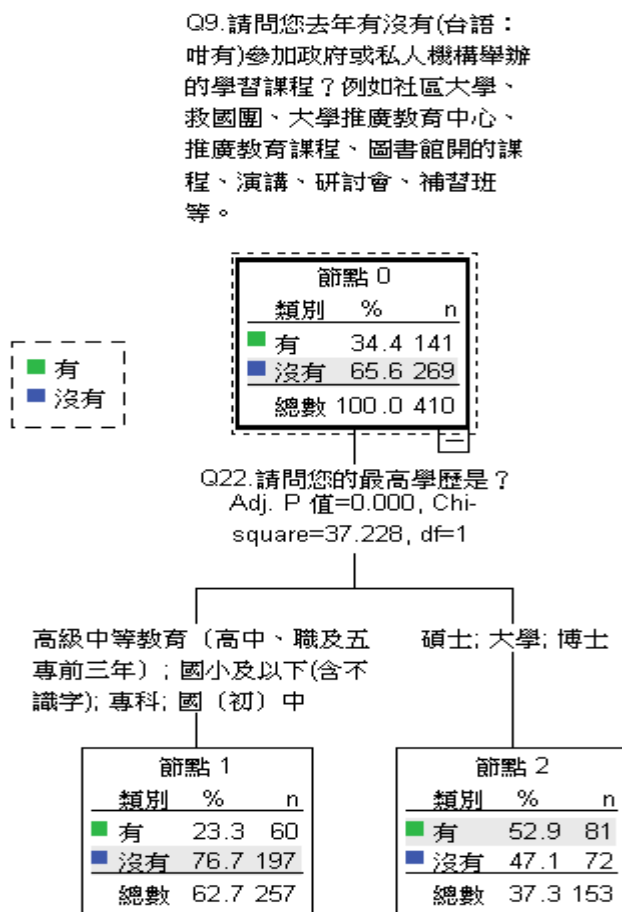 Q9.請問您去年有沒有(台語：
咁有)參加政府或私人機構舉辦
的學習課程？例如社區大學、
救國團、大學推廣教育中心、
推廣教育課程、圖書館開的課
程、演講、研討會、補習班
等。
節點 0
類別 % n
有 34.4 141
沒有 65.6 269
總數 100.0 410
有
沒有
Q22.請問您的最高學歷是？
Adj. P 值=0.000, Chi-
square=37.228, df=1
高級中等教育（高中、職及五
專前三年）; 國小及以下(含不
識字); 專科; 國（初）中
碩士; 大學; 博士
節點 1
類別 % n
有 23.3 60
沒有 76.7 197
總數 62.7 257
節點 2
類別 % n
有 52.9 81
沒有 47.1 72
總數 37.3 153